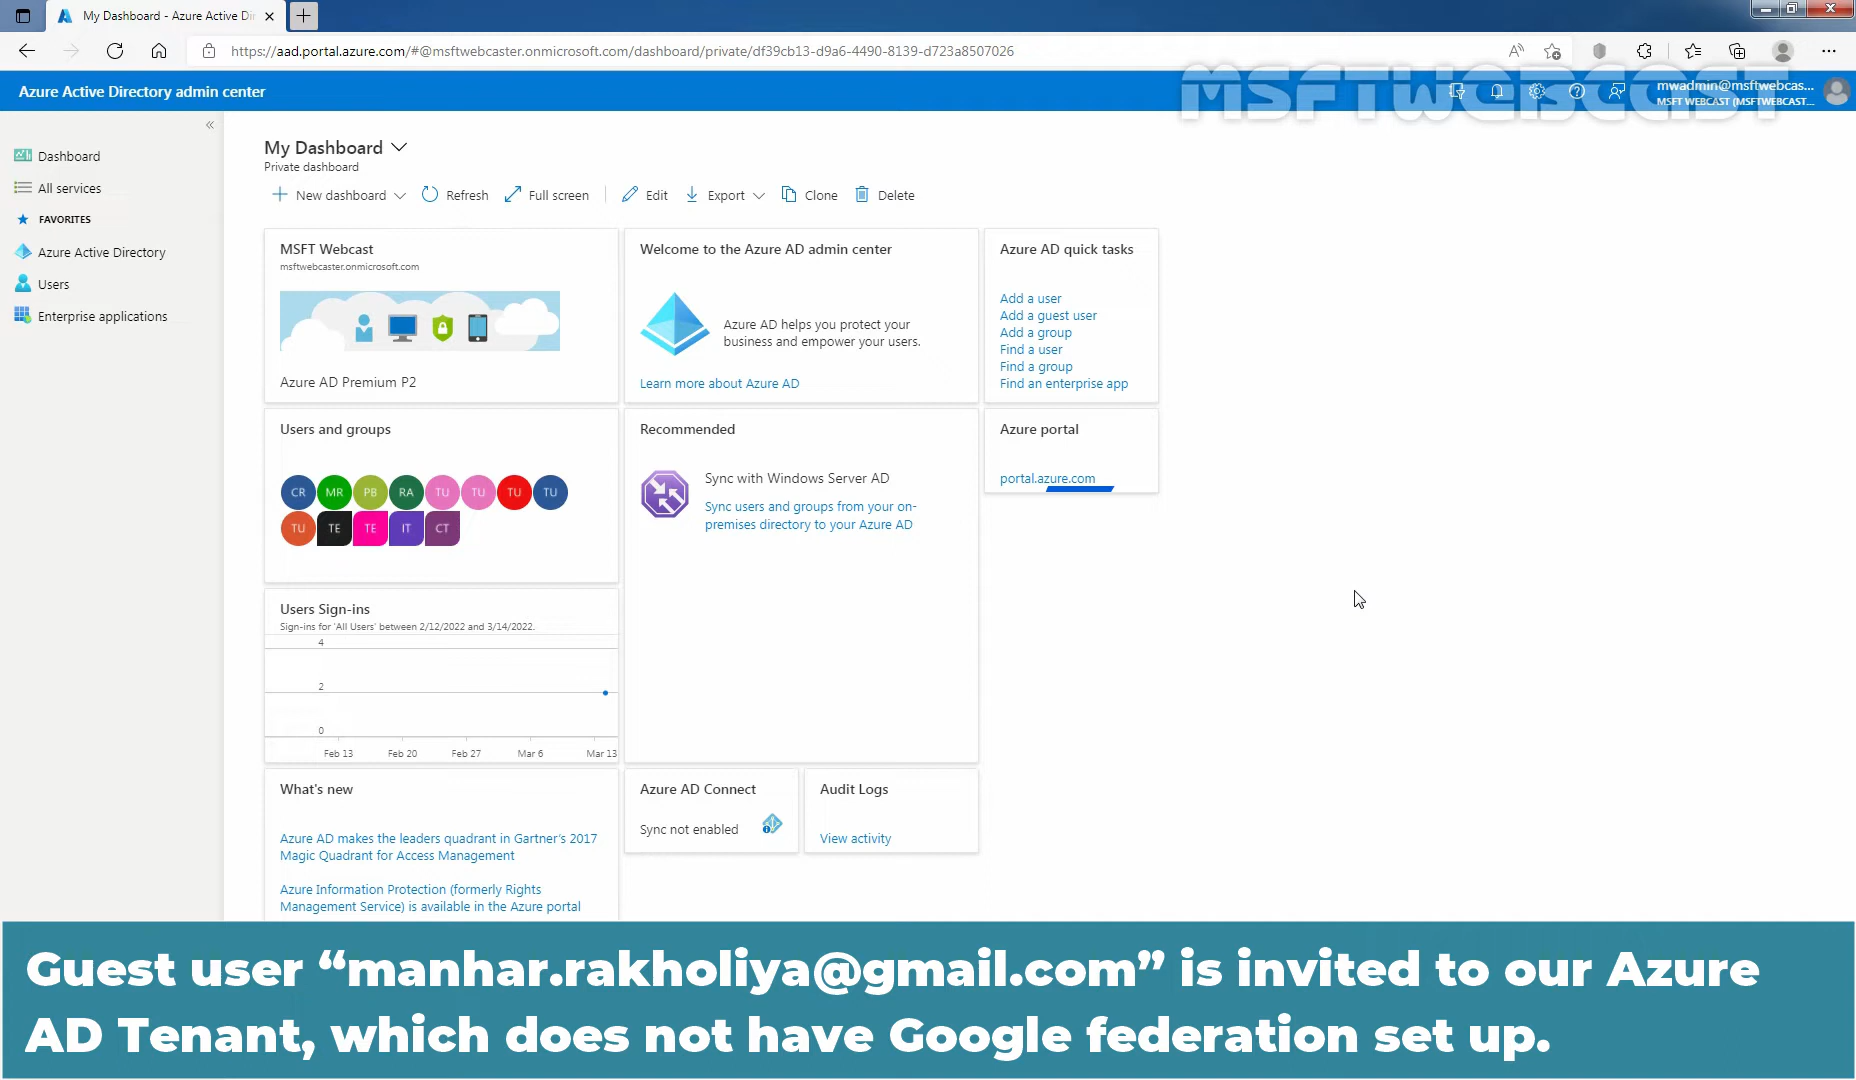 My Dashboard - Azure Active Dir
https://aad.portal.azure.com/#@msftwebcaster.onmicrosoft.com/dashboard/private/df39cb13-d9a6-4490-8139-d723a8507026
MSFTWEBCAST
Azure Active Directory admin center
mwadmin@msftwebcas...
MSFT WEBCAST (MSFTWEBCAST...
Dashboard
All services
FAVORITES
Azure Active Directory
Users
Enterprise applications
My Dashboard
Private dashboard
New dashboard
Refresh
Full screen
Edit
Export
Clone
Delete
MSFT Webcast
msftwebcaster.onmicrosoft.com
Azure AD Premium P2
Welcome to the Azure AD admin center
Azure AD helps you protect your
business and empower your users.
Learn more about Azure AD
Azure AD quick tasks
Add a user
Add a guest user
Add a group
Find a user
Find a group
Find an enterprise app
Users and groups
CR MR PB RA TU TU TU TU
TU TE TE IT CT
Recommended
Sync with Windows Server AD
Sync users and groups from your on-
premises directory to your Azure AD
Azure portal
portal.azure.com
Users Sign-ins
Sign-ins for 'All Users' between 2/12/2022 and 3/14/2022.
4
2
0
Feb 13 Feb 20 Feb 27 Mar 6 Mar 13
What's new
Azure AD makes the leaders quadrant in Gartner's 2017
Magic Quadrant for Access Management
Azure Information Protection (formerly Rights
Management Service) is available in the Azure portal
Azure AD Connect
Sync not enabled
Audit Logs
View activity
Guest user “manhar.rakholiya@gmail.com” is invited to our Azure
AD Tenant, which does not have Google federation set up.